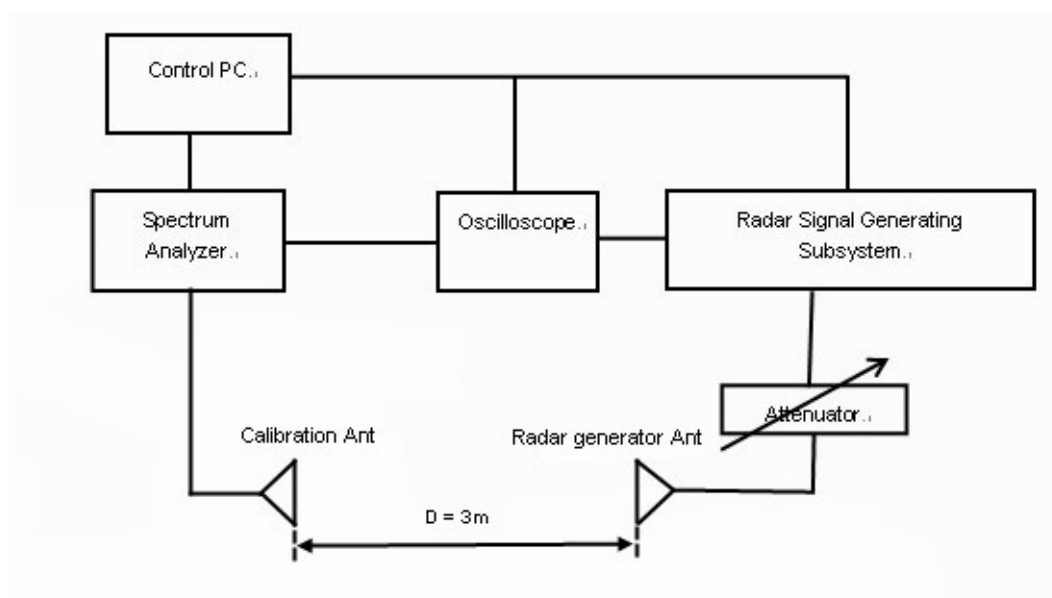 Control PC.
Spectrum
Analyzer.
Oscilloscope.
Radar Signal Generating
Subsystem.
Attenuator.
Calibration Ant
Radar generator Ant
D = 3m